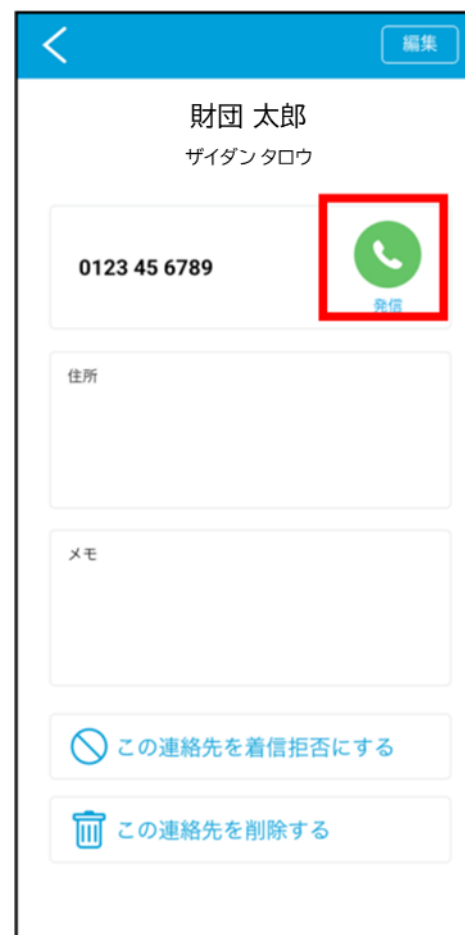 編集
財団 太郎
ザイダン タロウ
0123 45 6789
発信
住所
メモ
この連絡先を着信拒否にする
この連絡先を削除する